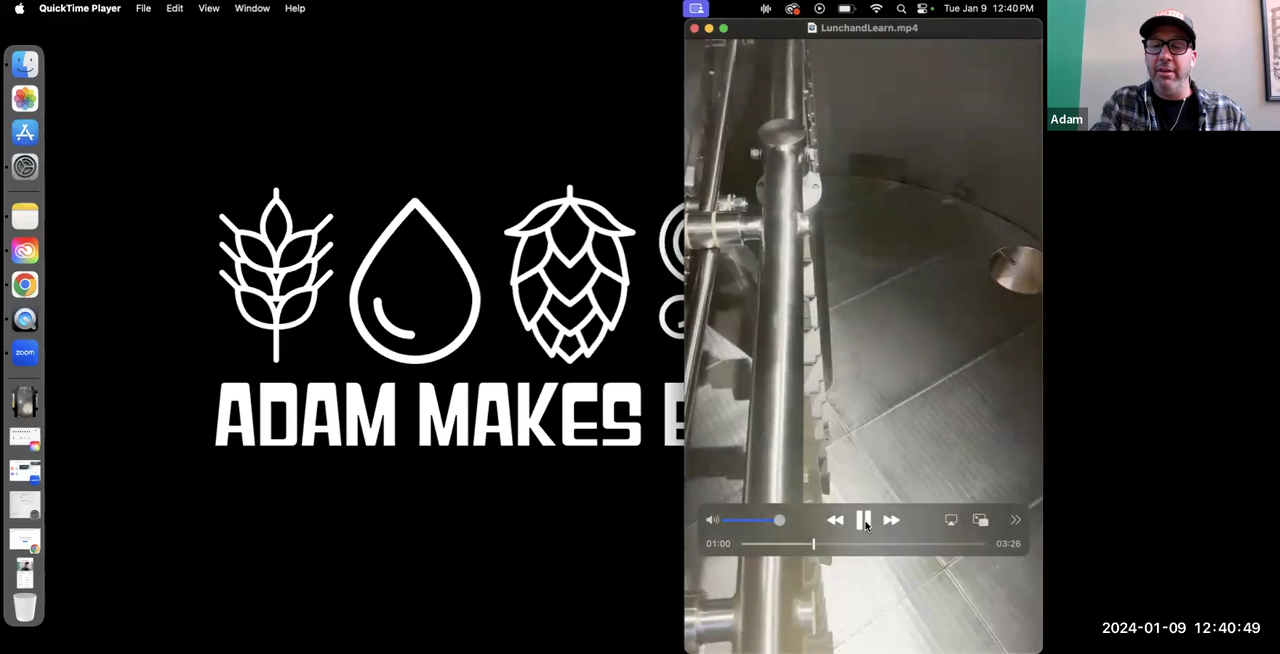 QuickTime Player File Edit View Window Help
Tue Jan 9 12:40 PM
LunchandLearn.mp4
Adam
ADAM MAKES
zoom
01:00
03:26
2024-01-09 12:40:49